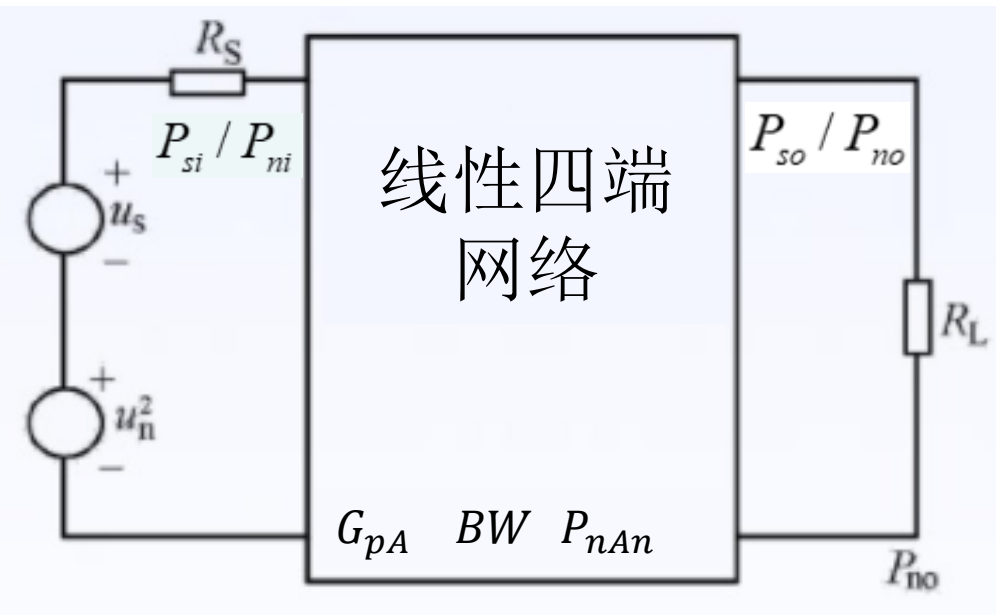 R_S
P_si / P_ni
P_so / P_no
线性四端
网络
+
u_s
−
R_L
+
u_n^2
−
G_pA BW P_nAn
P_no